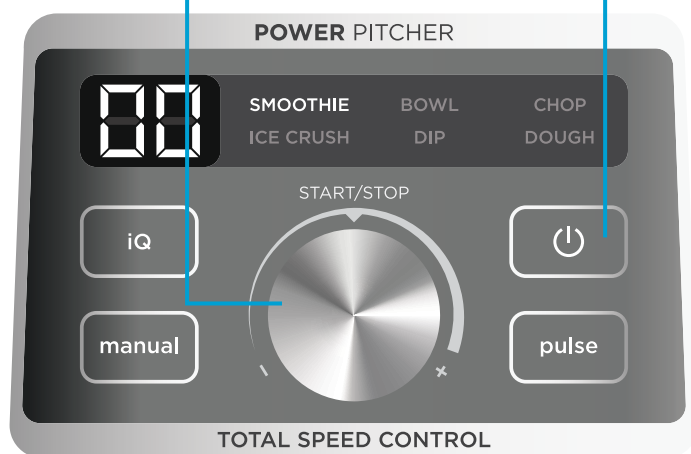 POWER PITCHER
00
SMOOTHIE BOWL CHOP
ICE CRUSH DIP DOUGH
START/STOP
iQ
manual pulse
- +
TOTAL SPEED CONTROL